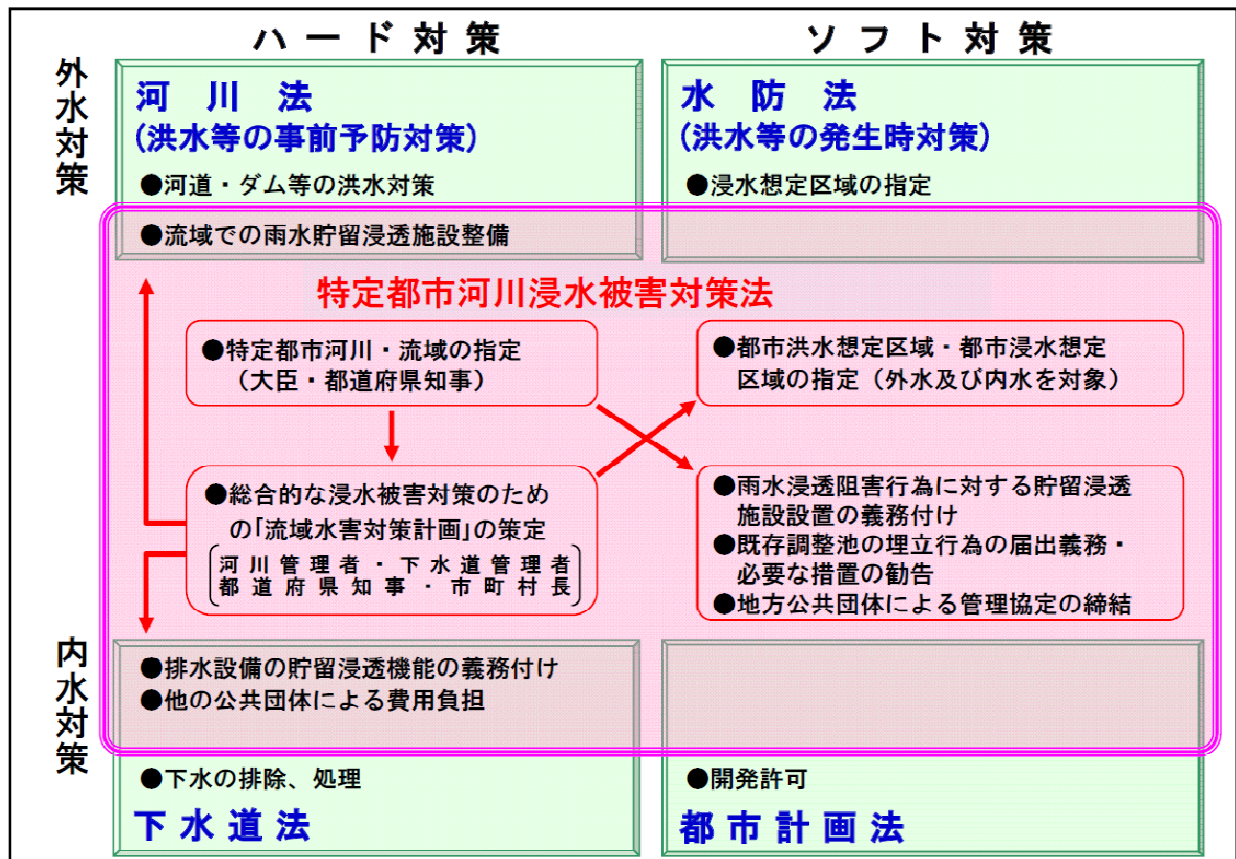 ハード対策
ソフト対策
外水対策
河川法
(洪水等の事前予防対策)
●河道・ダム等の洪水対策
●流域での雨水貯留浸透施設整備
水防法
(洪水等の発生時対策)
●浸水想定区域の指定
特定都市河川浸水被害対策法
●特定都市河川・流域の指定
（大臣・都道府県知事）
●都市洪水想定区域・都市浸水想定
区域の指定（外水及び内水を対象）
●総合的な浸水被害対策のため
の「流域水害対策計画」の策定
河川管理者・下水道管理者
都道府県知事・市町村長
●雨水浸透阻害行為に対する貯留浸透
施設設置の義務付け
●既存調整池の埋立行為の届出義務・
必要な措置の勧告
●地方公共団体による管理協定の締結
内水対策
●排水設備の貯留浸透機能の義務付け
●他の公共団体による費用負担
●下水の排除、処理
下水道法
●開発許可
都市計画法